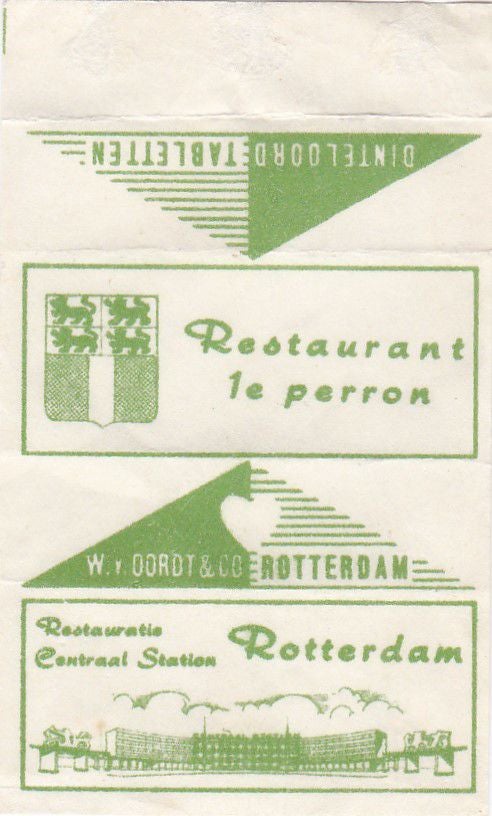 DINTELOORD TABLETTEN
Restaurant
1e perron
W. v. OORDT & CO ROTTERDAM
Restauratie
Centraal Station
Rotterdam